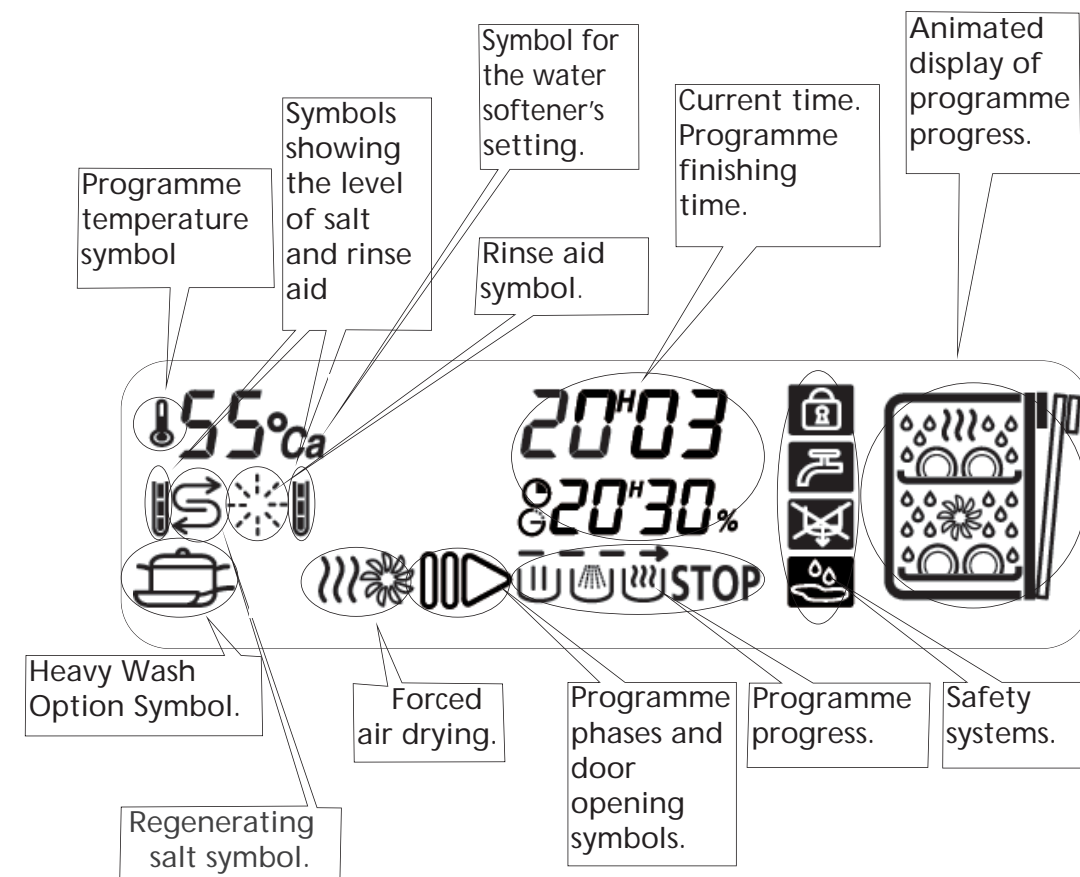 Animated
display of
programme
progress.
Symbol for
the water
softener's
setting.
Current time.
Programme
finishing
time.
Symbols
showing
the level
of salt
and rinse
aid
Programme
temperature
symbol
Rinse aid
symbol.
55°Ca
20H03
20H30%
STOP
Heavy Wash
Option Symbol.
Forced
air drying.
Programme
phases and
door
opening
symbols.
Programme
progress.
Safety
systems.
Regenerating
salt symbol.